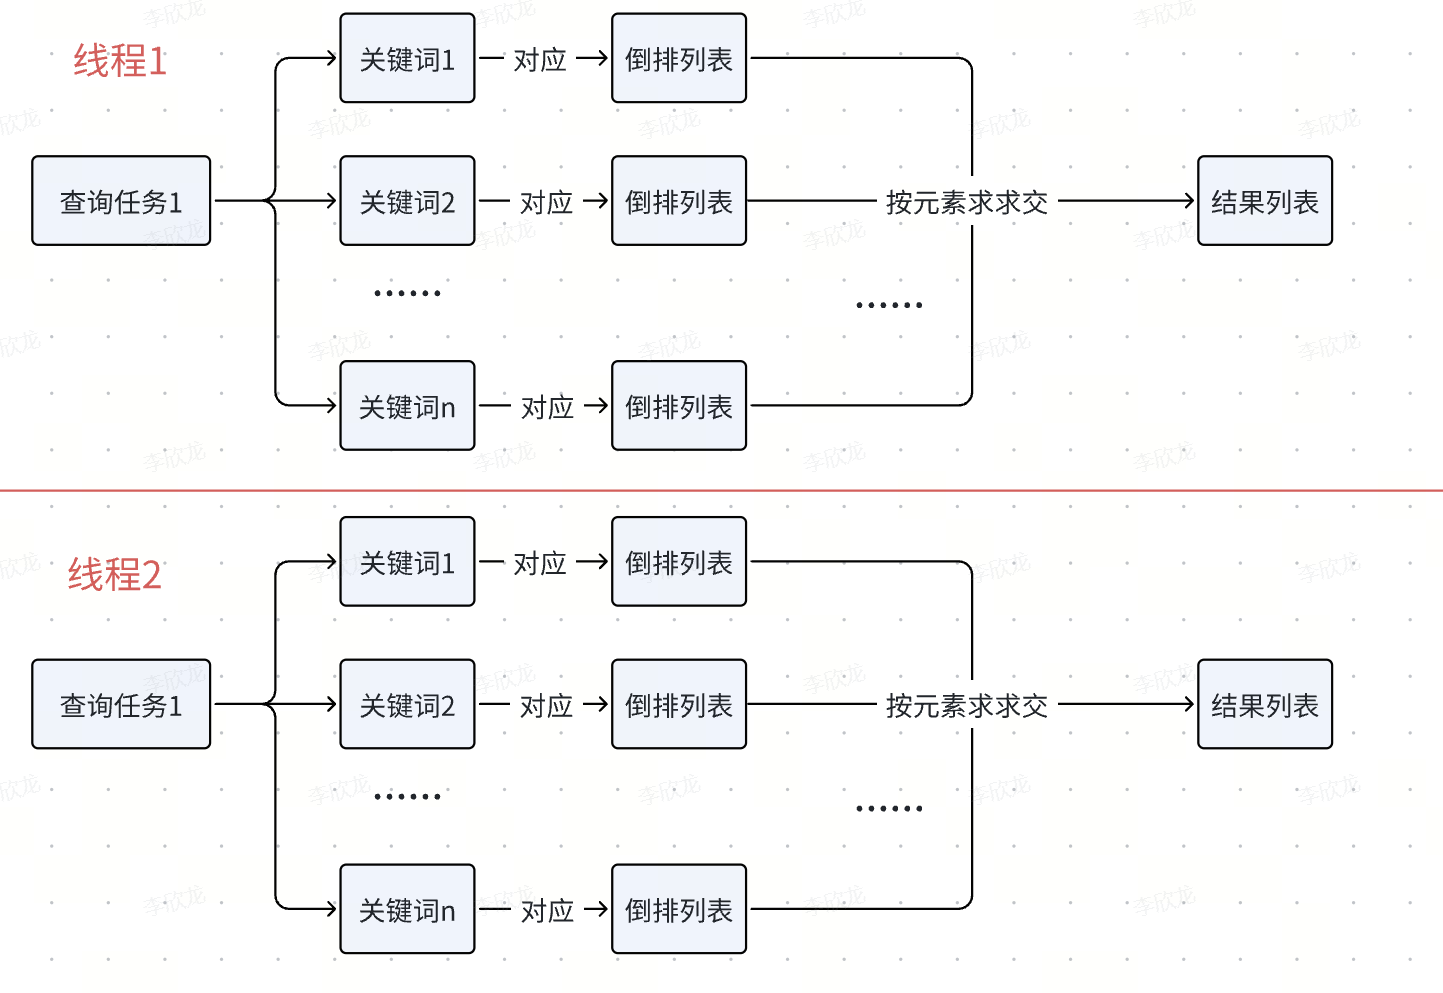 线程1
关键词1 对应 倒排列表
查询任务1 关键词2 对应 倒排列表 按元素求求交 结果列表
……
……
关键词n 对应 倒排列表
线程2
关键词1 对应 倒排列表
查询任务1 关键词2 对应 倒排列表 按元素求求交 结果列表
……
……
关键词n 对应 倒排列表
李欣龙